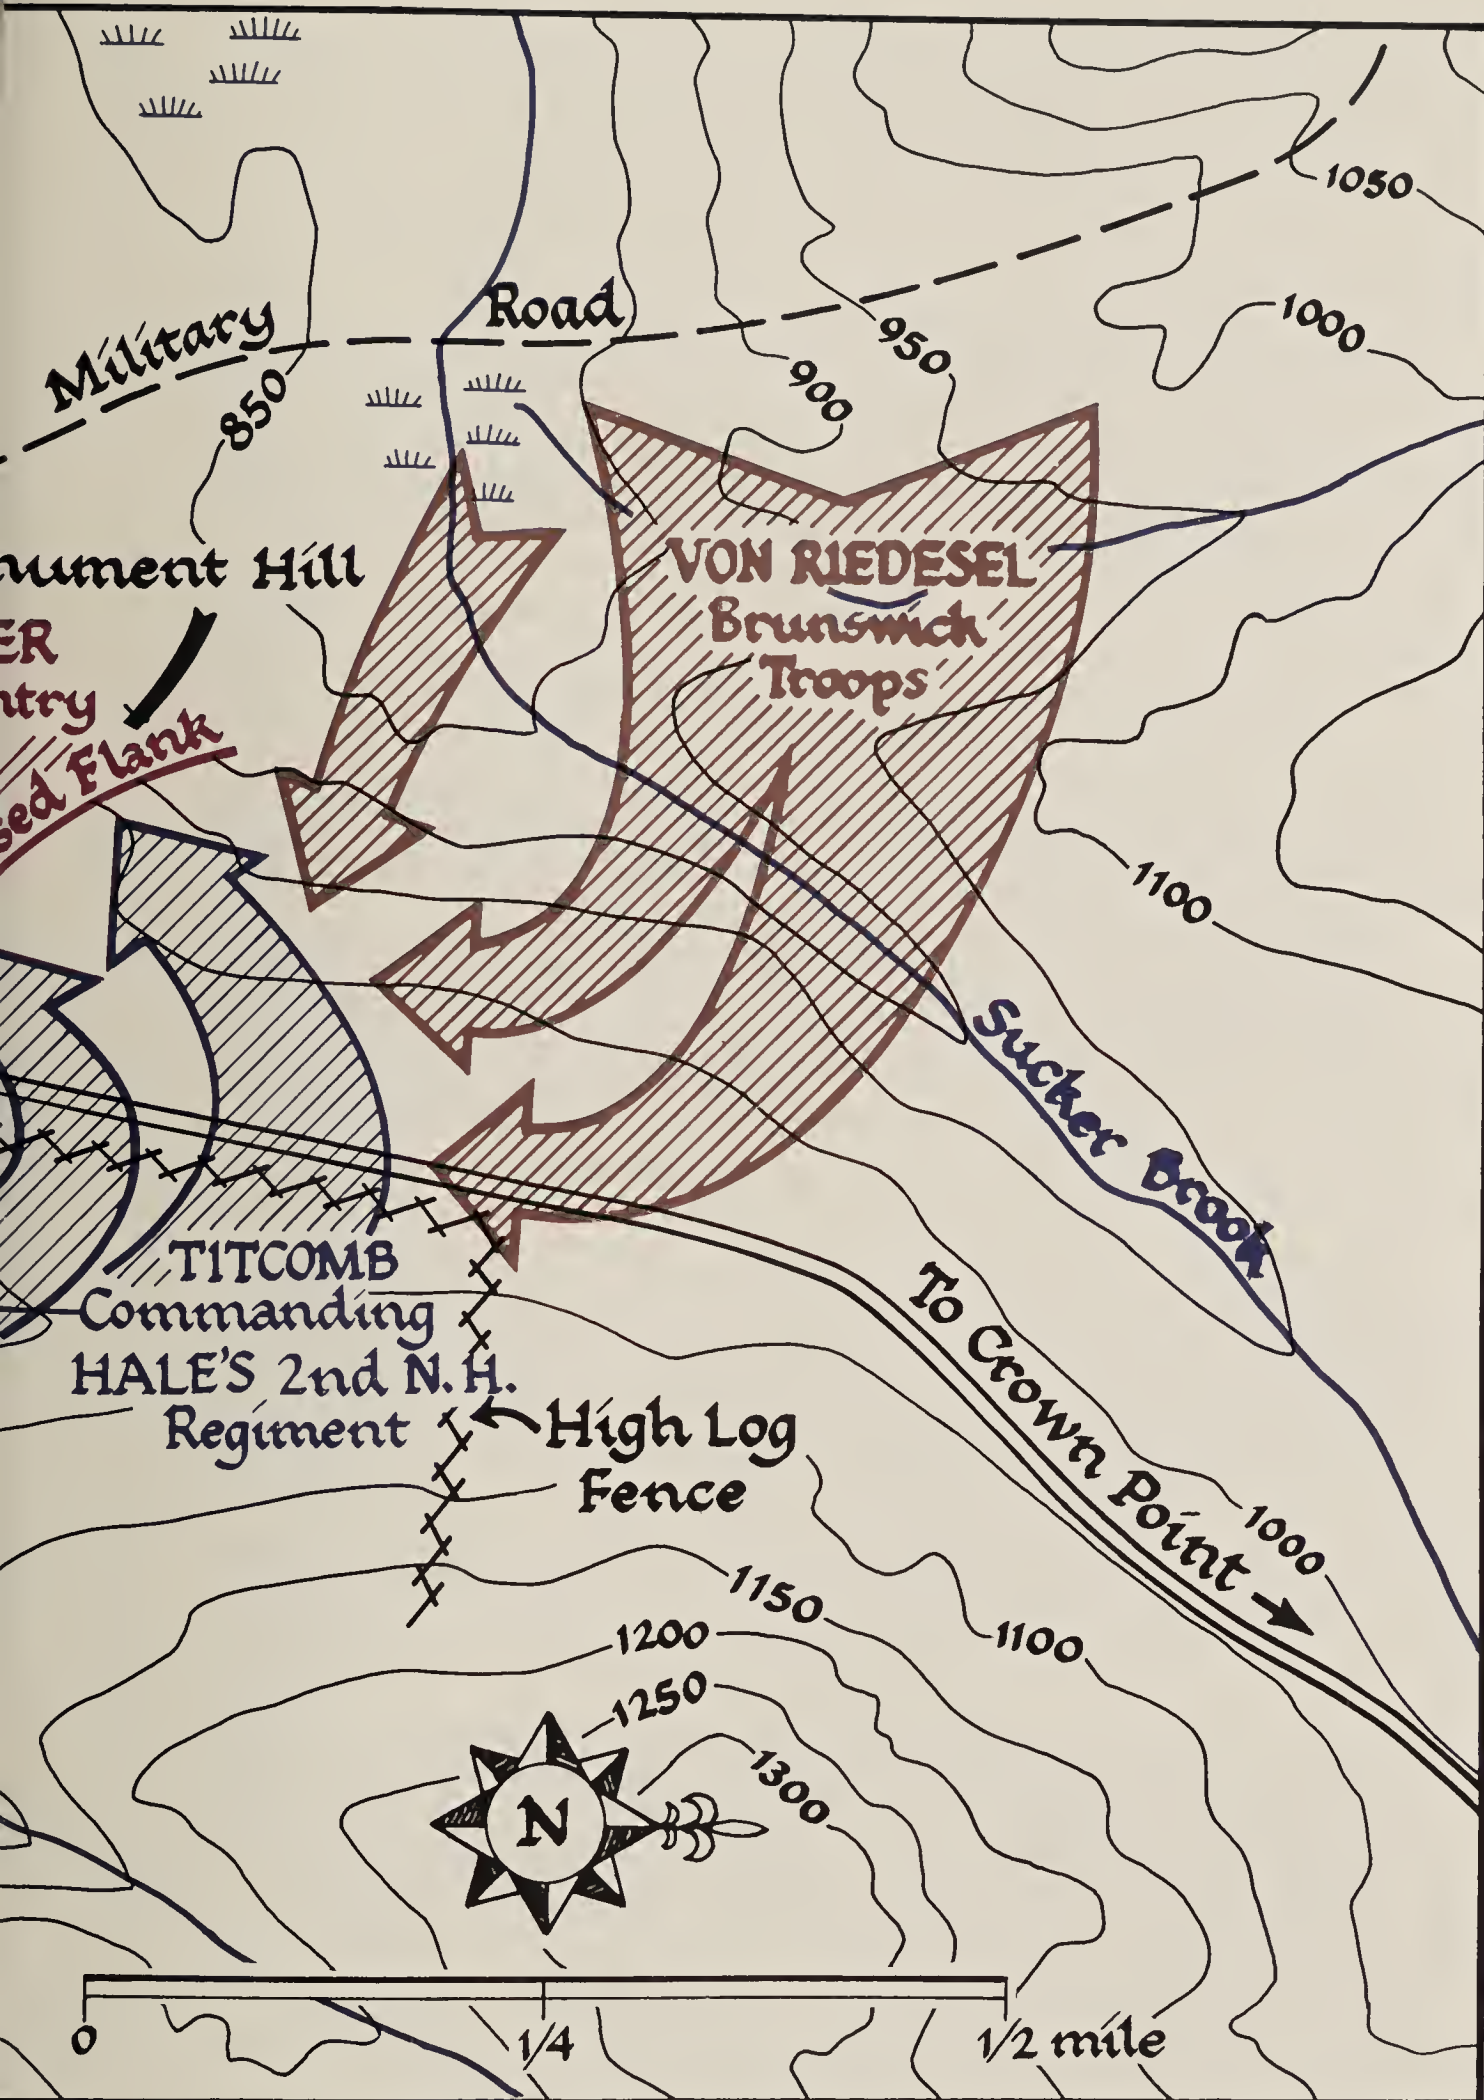 1050
Road
1000
Military
950
900
850
nument Hill
VON RIEDESEL
Brunswick
Troops
ER
ntry
sed Flank
1100
Sucker Brook
TITCOMB
Commanding
HALE'S 2nd N.H.
Regiment
To Crown Point
High Log
Fence
1000
1150
1100
1200
1250
1300
N
0
1/4
1/2 mile